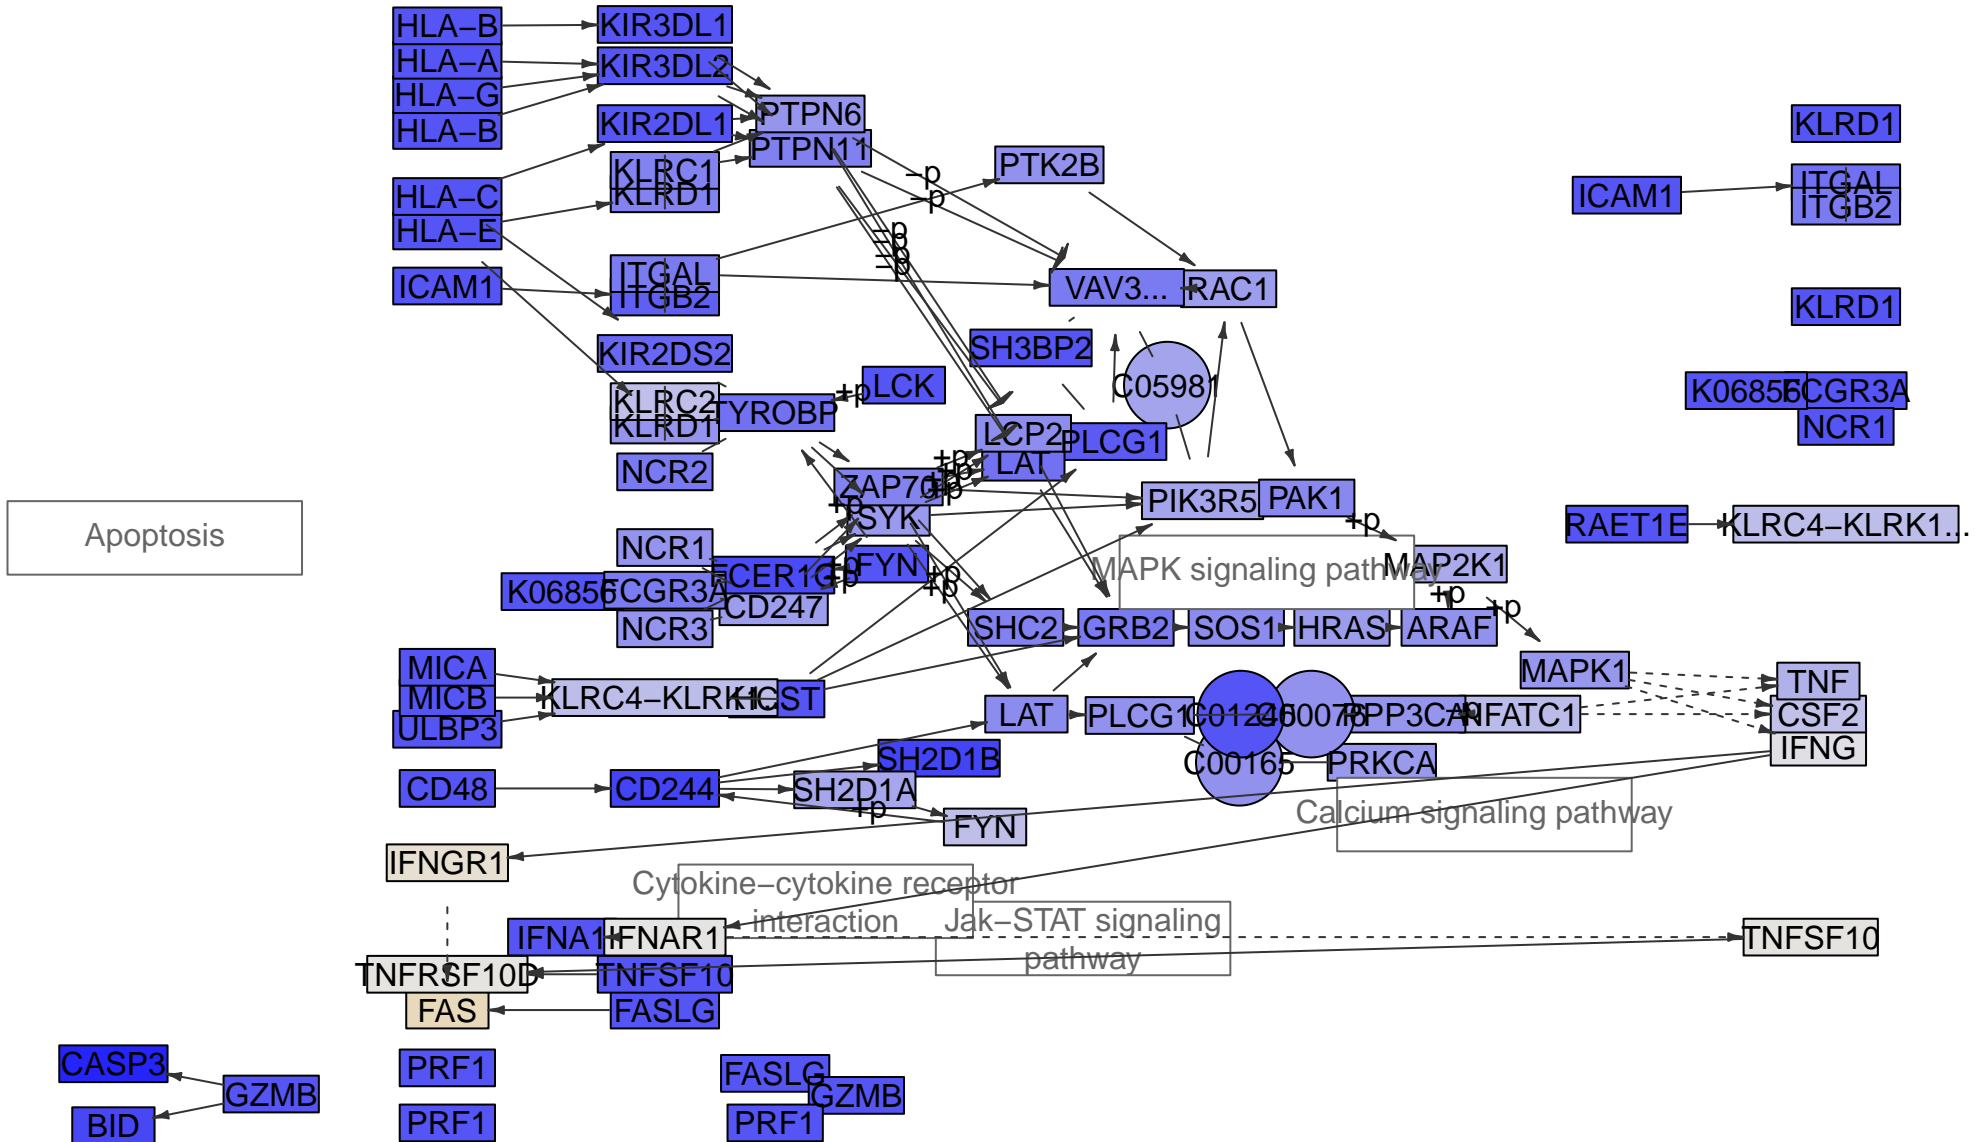 HLA−B
KIR3DL1
HLA−A
KIR3DL2
HLA−G
HLA−B
KIR2DL1
PTPN6
PTPN11
KLRC1
KLRD1
HLA−C
HLA−E
PTK2B
−p
−p
−p
−p
−p
−p
ICAM1
ITGAL
ITGB2
VAV3...
RAC1
KIR2DS2
SH3BP2
C05981
KLRC2
KLRD1
TYROBP
+p
LCK
NCR2
LCP2
LAT
PLCG1
+p
+p
+p
+p
ZAP70
SYK
+p
PIK3R5
PAK1
+p
KLRD1
ICAM1
ITGAL
ITGB2
KLRD1
K06856
FCGR3A
NCR1
RAET1E
KLRC4−KLRK1...
Apoptosis
NCR1
K06856
FCGR3A
NCR3
FCER1G
CD247
+p
+p
FYN
+p
+p
MAPK signaling pathway
MAP2K1
+p
+p
SHC2
GRB2
SOS1
HRAS
ARAF
MICA
MICB
ULBP3
KLRC4−KLRK1...
HCST
LAT
PLCG1
C01245
C00076
C00165
PPP3CA
NFATC1
PRKCA
MAPK1
TNF
CSF2
IFNG
CD48
CD244
SH2D1B
SH2D1A
+p
FYN
Calcium signaling pathway
IFNGR1
Cytokine−cytokine receptor
interaction
Jak−STAT signaling
pathway
IFNA1
IFNAR1
TNFSF10
TNFRSF10D
TNFSF10
FAS
FASLG
CASP3
GZMB
BID
PRF1
PRF1
FASLG
GZMB
PRF1